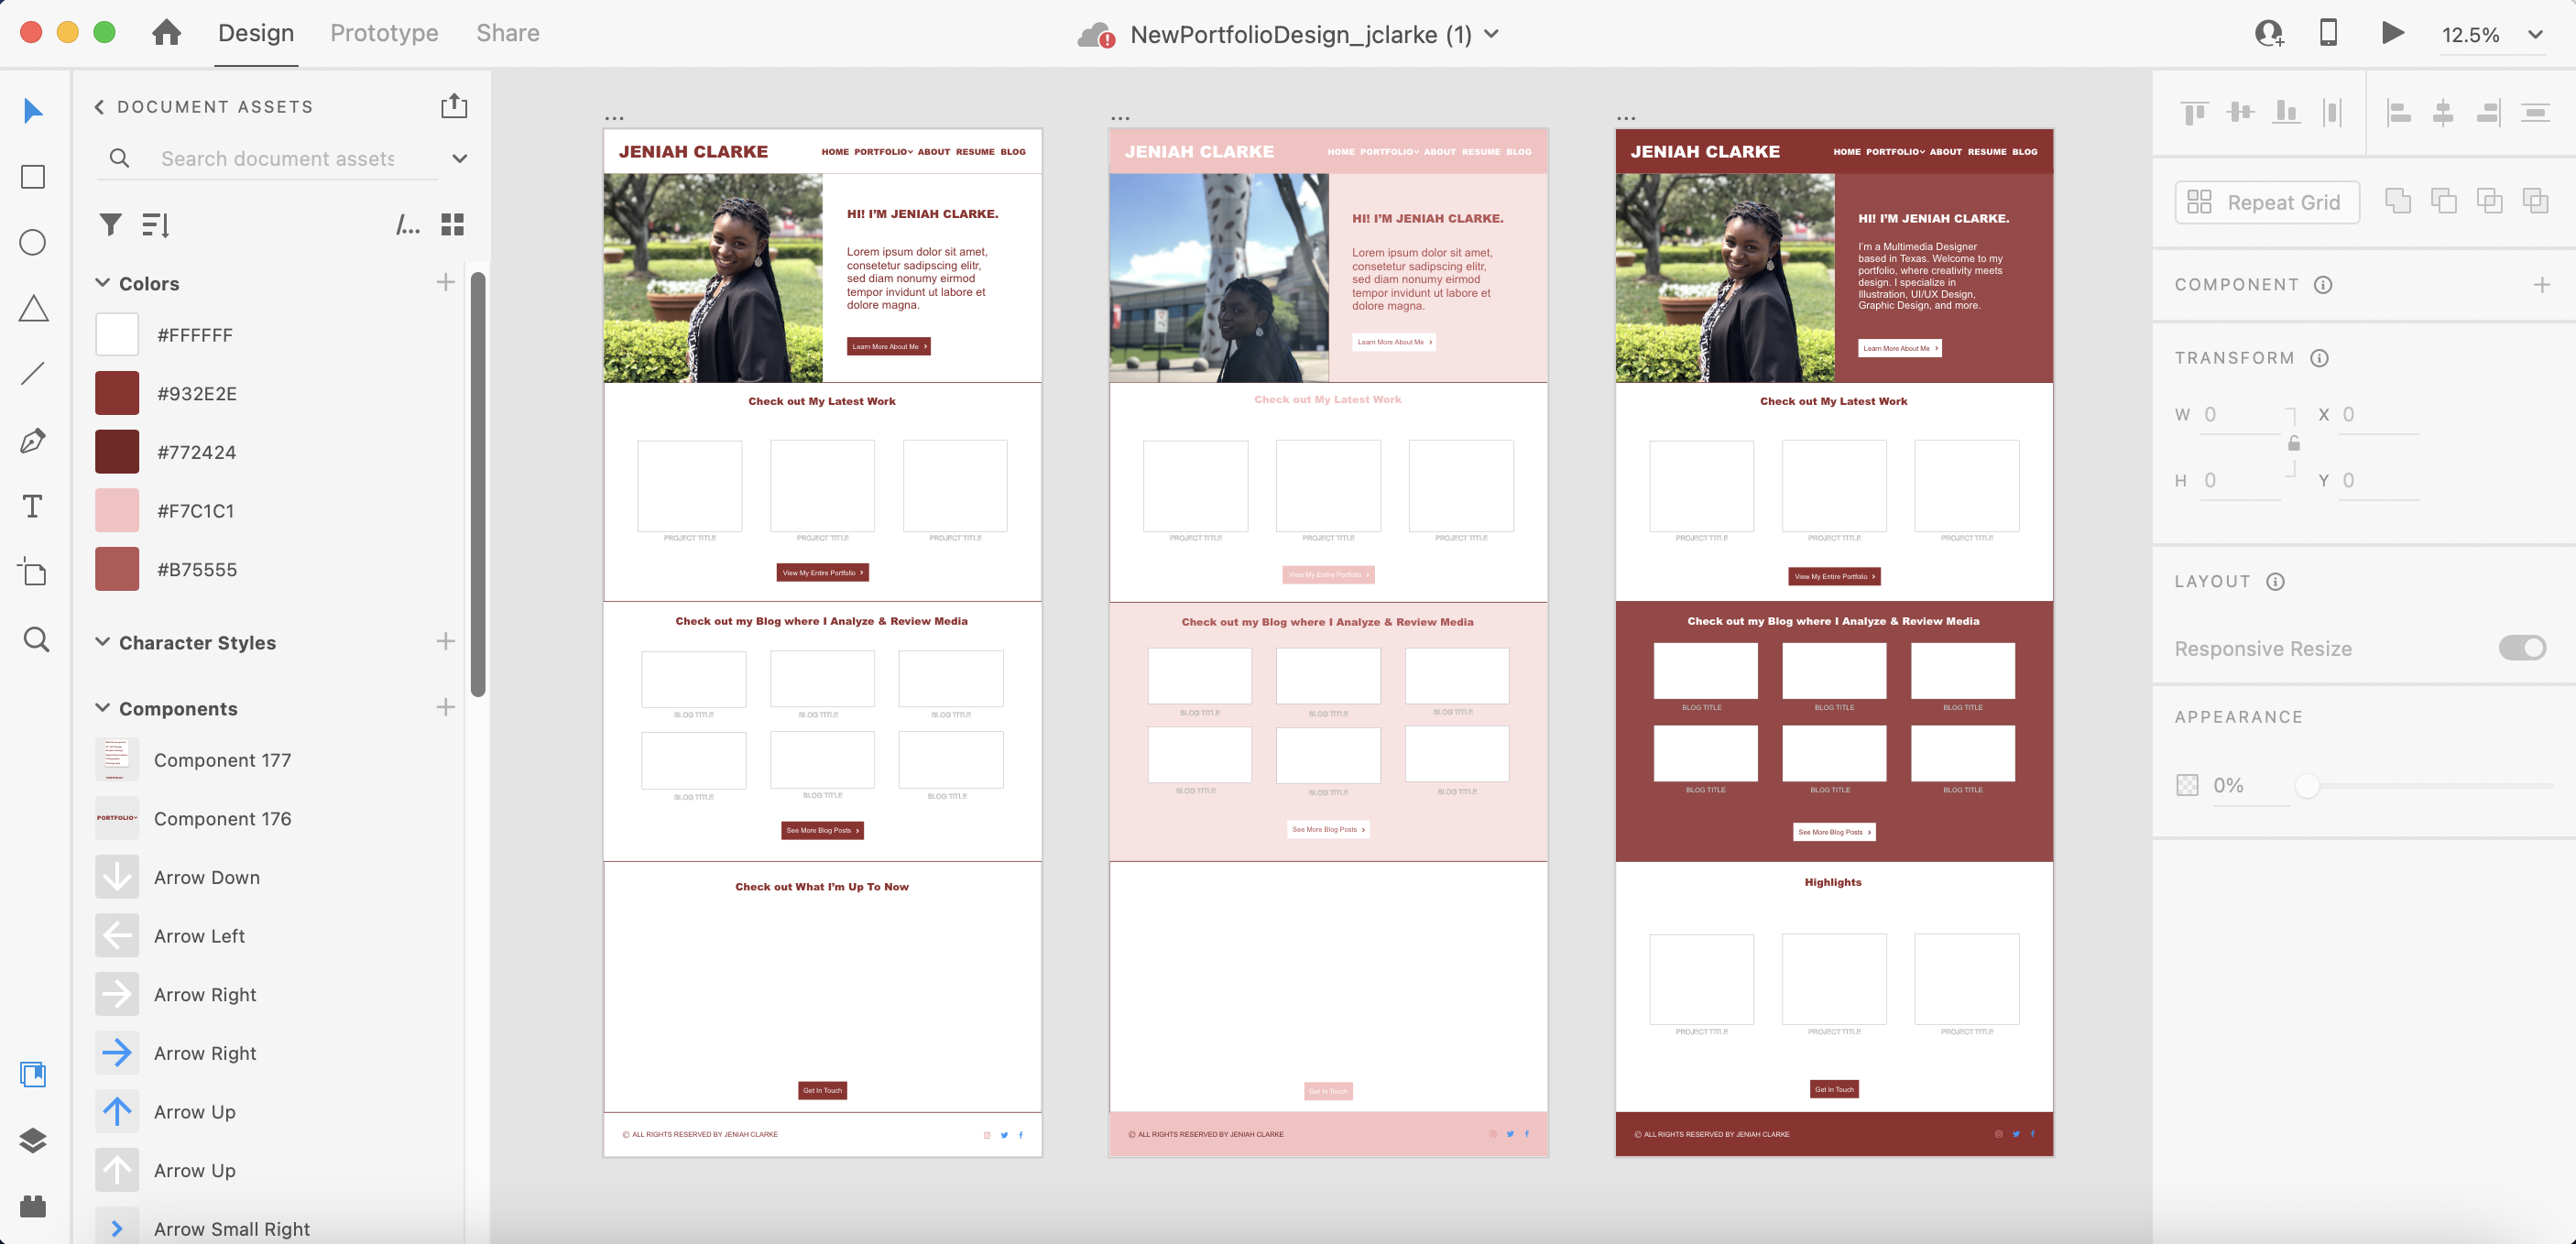 Design Prototype Share
NewPortfolioDesign_jclarke (1)
12.5%
DOCUMENT ASSETS
Search document assets
/...
Colors
#FFFFFF
#932E2E
#772424
#F7C1C1
#B75555
Character Styles
Components
Component 177
PORTFOLIO
Component 176
Arrow Down
Arrow Left
Arrow Right
Arrow Right
Arrow Up
Arrow Up
Arrow Small Right
...
JENIAH CLARKE
HOME PORTFOLIO ABOUT RESUME BLOG
HI! I'M JENIAH CLARKE.
Lorem ipsum dolor sit amet,
consetetur sadipscing elitr,
sed diam nonumy eirmod
tempor invidunt ut labore et
dolore magna.
Learn More About Me
Check out My Latest Work
PROJECT TITLE PROJECT TITLE PROJECT TITLE
View My Entire Portfolio
Check out my Blog where I Analyze & Review Media
BLOG TITLE BLOG TITLE BLOG TITLE
BLOG TITLE BLOG TITLE BLOG TITLE
See More Blog Posts
Check out What I'm Up To Now
Get In Touch
© ALL RIGHTS RESERVED BY JENIAH CLARKE
...
JENIAH CLARKE
HOME PORTFOLIO ABOUT RESUME BLOG
HI! I'M JENIAH CLARKE.
Lorem ipsum dolor sit amet,
consetetur sadipscing elitr,
sed diam nonumy eirmod
tempor invidunt ut labore et
dolore magna.
Learn More About Me
Check out My Latest Work
PROJECT TITLE PROJECT TITLE PROJECT TITLE
View My Entire Portfolio
Check out my Blog where I Analyze & Review Media
BLOG TITLE BLOG TITLE BLOG TITLE
BLOG TITLE BLOG TITLE BLOG TITLE
See More Blog Posts
Get In Touch
© ALL RIGHTS RESERVED BY JENIAH CLARKE
...
JENIAH CLARKE
HOME PORTFOLIO ABOUT RESUME BLOG
HI! I'M JENIAH CLARKE.
I'm a Multimedia Designer
based in Texas. Welcome to my
portfolio, where creativity meets
design. I specialize in
Illustration, UI/UX Design,
Graphic Design, and more.
Learn More About Me
Check out My Latest Work
PROJECT TITLE PROJECT TITLE PROJECT TITLE
View My Entire Portfolio
Check out my Blog where I Analyze & Review Media
BLOG TITLE BLOG TITLE BLOG TITLE
BLOG TITLE BLOG TITLE BLOG TITLE
See More Blog Posts
Highlights
PROJECT TITLE PROJECT TITLE PROJECT TITLE
Get In Touch
© ALL RIGHTS RESERVED BY JENIAH CLARKE
Repeat Grid
COMPONENT
TRANSFORM
W 0 X 0
H 0 Y 0
LAYOUT
Responsive Resize
APPEARANCE
0%